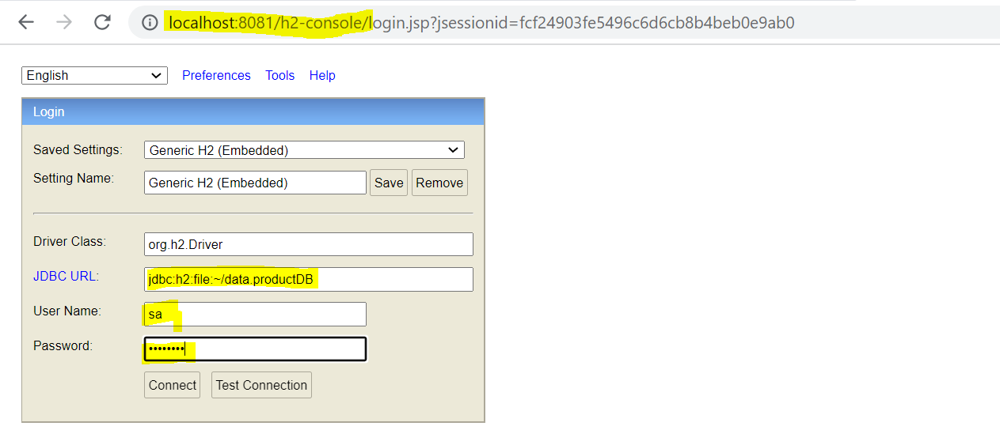 localhost:8081/h2-console/login.jsp?jsessionid=fcf24903fe5496c6d6cb8b4beb0e9ab0
English Preferences Tools Help
Login
Saved Settings: Generic H2 (Embedded)
Setting Name: Generic H2 (Embedded) Save Remove
Driver Class: org.h2.Driver
JDBC URL: jdbc:h2:file:~/data.productDB
User Name: sa
Password: ••••••••
Connect Test Connection